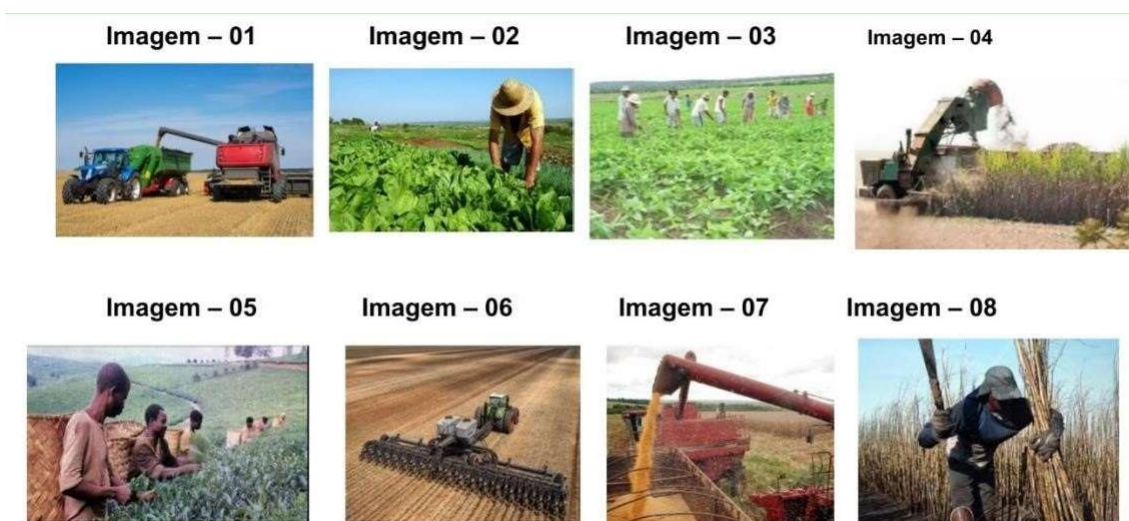 Imagem – 01
Imagem – 02
Imagem – 03
Imagem – 04
Imagem – 05
Imagem – 06
Imagem – 07
Imagem – 08